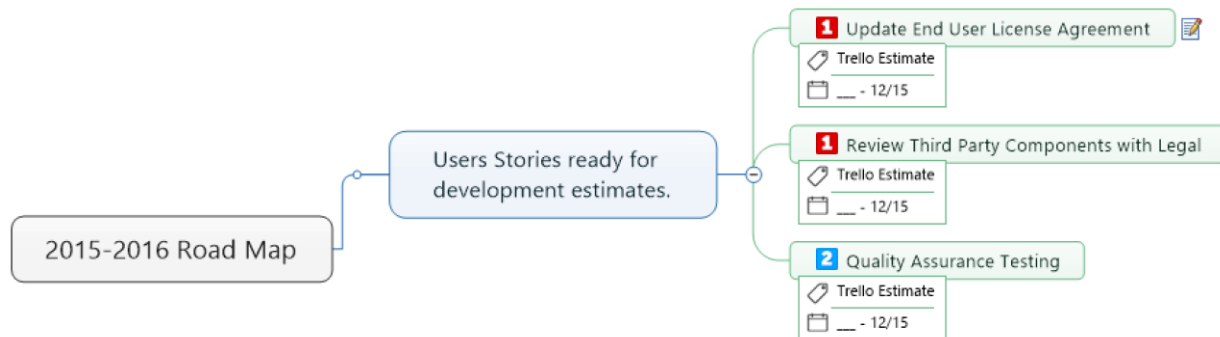 1 Update End User License Agreement
Trello Estimate
___ - 12/15
1 Review Third Party Components with Legal
Trello Estimate
___ - 12/15
Users Stories ready for
development estimates.
2015-2016 Road Map
2 Quality Assurance Testing
Trello Estimate
___ - 12/15